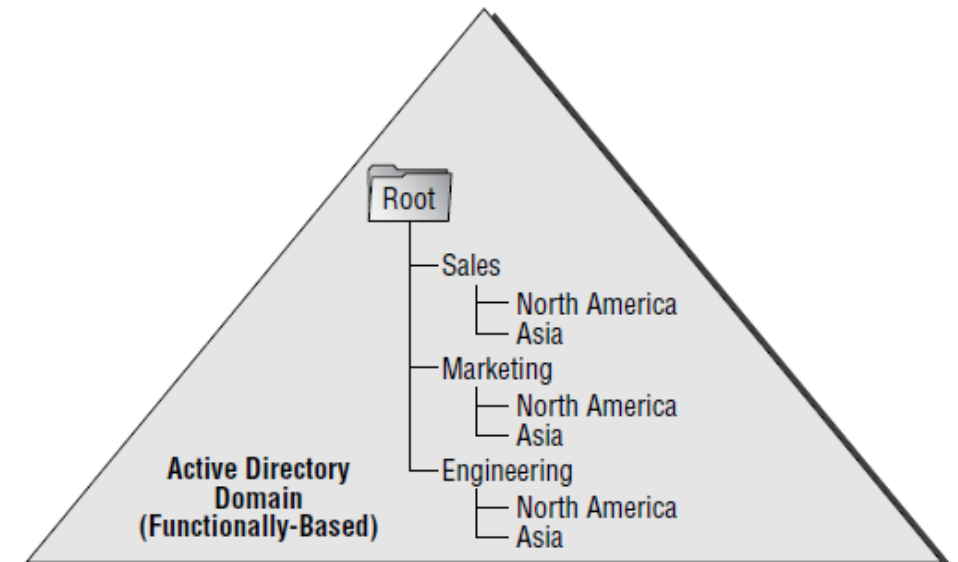 Root
Sales
North America
Asia
Marketing
North America
Asia
Engineering
North America
Asia
Active Directory
Domain
(Functionally-Based)